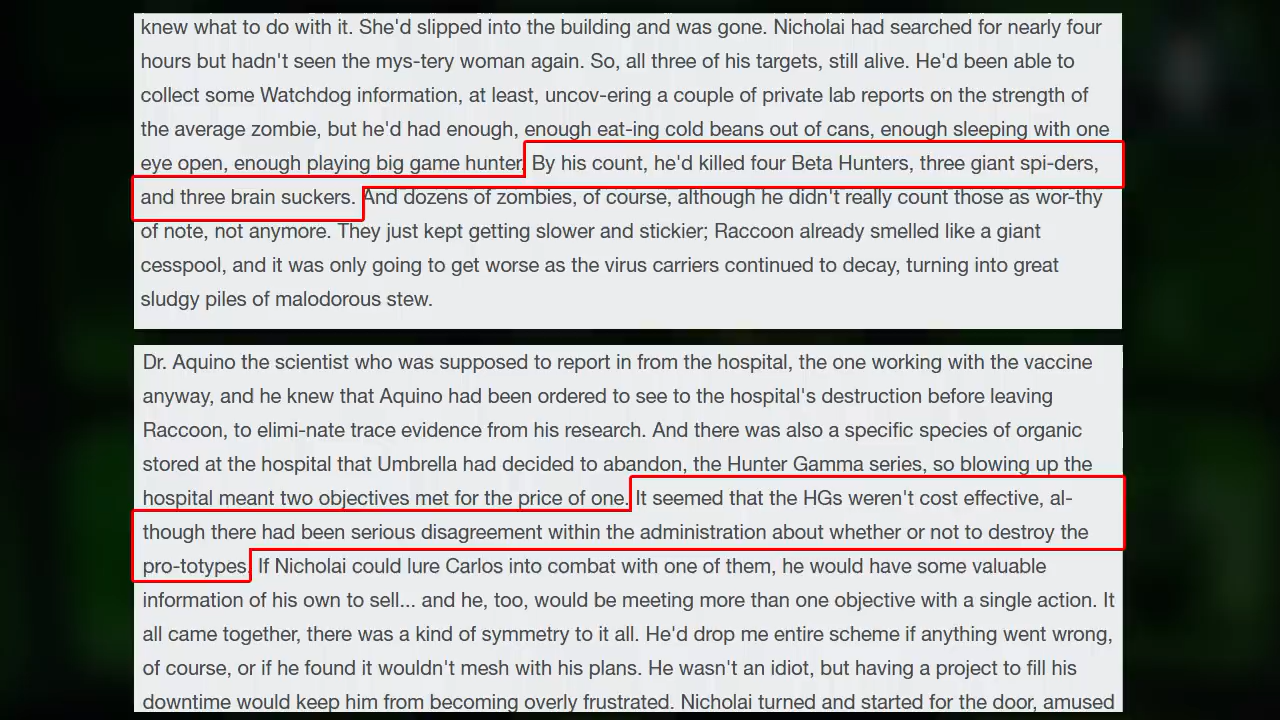 knew what to do with it. She'd slipped into the building and was gone. Nicholai had searched for nearly four
hours but hadn't seen the mys-tery woman again. So, all three of his targets, still alive. He'd been able to
collect some Watchdog information, at least, uncov-ering a couple of private lab reports on the strength of
the average zombie, but he'd had enough, enough eat-ing cold beans out of cans, enough sleeping with one
eye open, enough playing big game hunter. By his count, he'd killed four Beta Hunters, three giant spi-ders,
and three brain suckers. And dozens of zombies, of course, although he didn't really count those as wor-thy
of note, not anymore. They just kept getting slower and stickier; Raccoon already smelled like a giant
cesspool, and it was only going to get worse as the virus carriers continued to decay, turning into great
sludgy piles of malodorous stew.
Dr. Aquino the scientist who was supposed to report in from the hospital, the one working with the vaccine
anyway, and he knew that Aquino had been ordered to see to the hospital's destruction before leaving
Raccoon, to elimi-nate trace evidence from his research. And there was also a specific species of organic
stored at the hospital that Umbrella had decided to abandon, the Hunter Gamma series, so blowing up the
hospital meant two objectives met for the price of one. It seemed that the HGs weren't cost effective, al-
though there had been serious disagreement within the administration about whether or not to destroy the
pro-totypes. If Nicholai could lure Carlos into combat with one of them, he would have some valuable
information of his own to sell... and he, too, would be meeting more than one objective with a single action. It
all came together, there was a kind of symmetry to it all. He'd drop me entire scheme if anything went wrong,
of course, or if he found it wouldn't mesh with his plans. He wasn't an idiot, but having a project to fill his
downtime would keep him from becoming overly frustrated. Nicholai turned and started for the door, amused